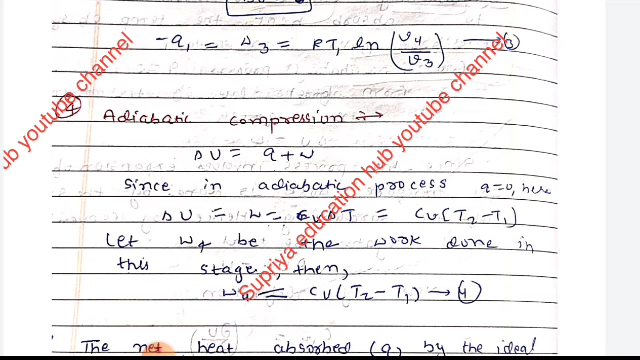 -q₁ = w₃ = RT₁ ln (v₄/v₃) — ③
④ Adiabatic compression →
ΔU = q + w
since in adiabatic process q=0, here
ΔU = w = CᵥΔT = Cv(T₂-T₁)
Let w₄ be the work done in
this stage, then,
w₄ = Cv(T₂-T₁) → ④
The net heat absorbed (q, by the ideal
hub youtube channel
Supriya education hub youtube channel